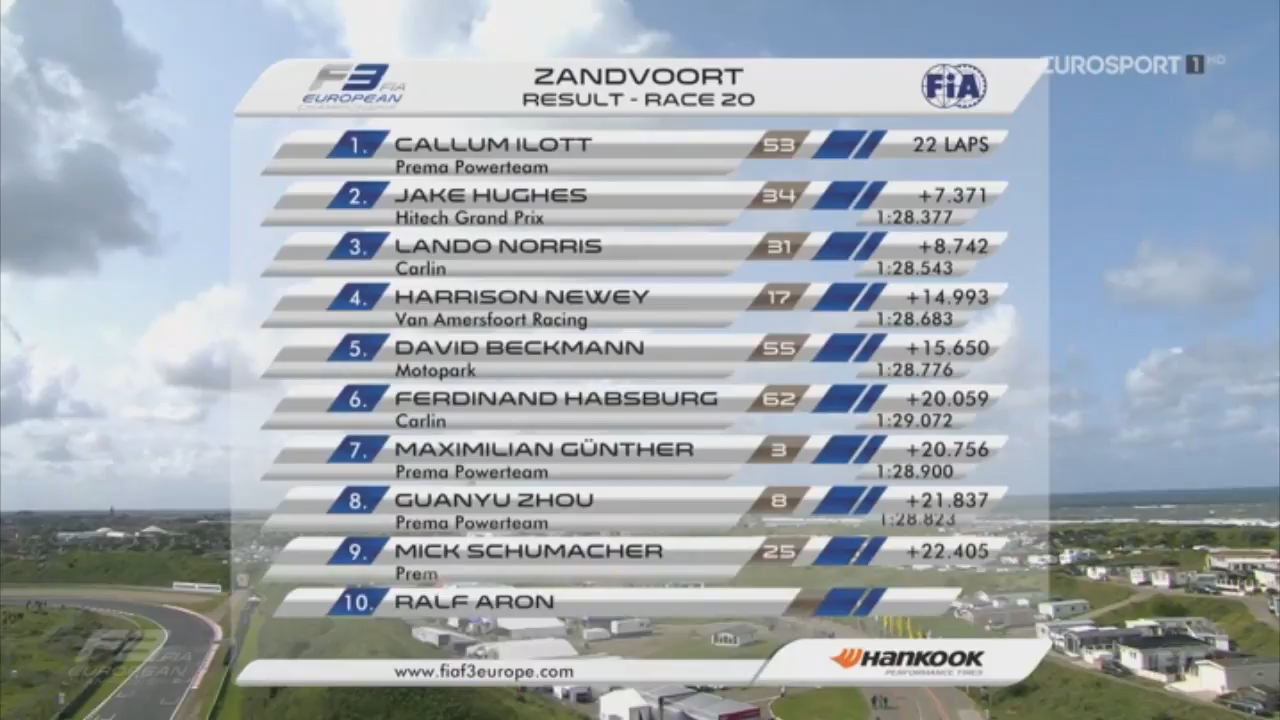 F3 FIA
EUROPEAN
CHAMPIONSHIP
ZANDVOORT
RESULT - RACE 20
FiA
EUROSPORT 1 HD
1. CALLUM ILOTT 53 22 LAPS
Prema Powerteam
2. JAKE HUGHES 34 +7.371
Hitech Grand Prix 1:28.377
3. LANDO NORRIS 31 +8.742
Carlin 1:28.543
4. HARRISON NEWEY 17 +14.993
Van Amersfoort Racing 1:28.683
5. DAVID BECKMANN 55 +15.650
Motopark 1:28.776
6. FERDINAND HABSBURG 62 +20.059
Carlin 1:29.072
7. MAXIMILIAN GÜNTHER 3 +20.756
Prema Powerteam 1:28.900
8. GUANYU ZHOU 8 +21.837
Prema Powerteam 1:28.823
9. MICK SCHUMACHER 25 +22.405
Prem
10. RALF ARON
F3 FIA
EUROPEAN
www.fiaf3europe.com
HANKOOK
PERFORMANCE TIRES